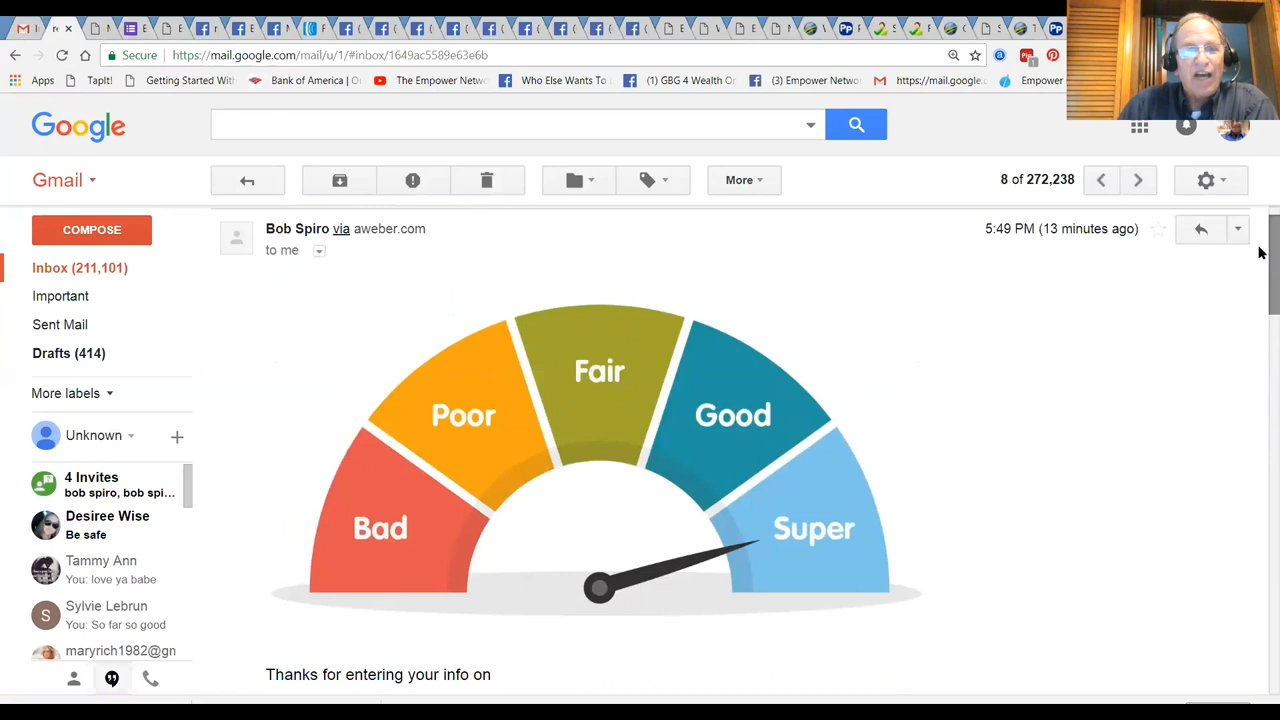 Secure https://mail.google.com/mail/u/1/#inbox/
Apps TapIt! Getting Started With Bank of America | O The Empower Netw Who Else Wants To (1) GBG 4 Wealth Or (3) Empower Networ https://mail.google.c Empower
Google
Gmail
More
8 of 272,238
COMPOSE
Bob Spiro via aweber.com
5:49 PM (13 minutes ago)
to me
Inbox (211,101)
Important
Sent Mail
Drafts (414)
More labels
Unknown
4 Invites
bob spiro, bob spi...
Desiree Wise
Be safe
Tammy Ann
You: love ya babe
Sylvie Lebrun
You: So far so good
maryrich1982@gn
Bad
Poor
Fair
Good
Super
Thanks for entering your info on